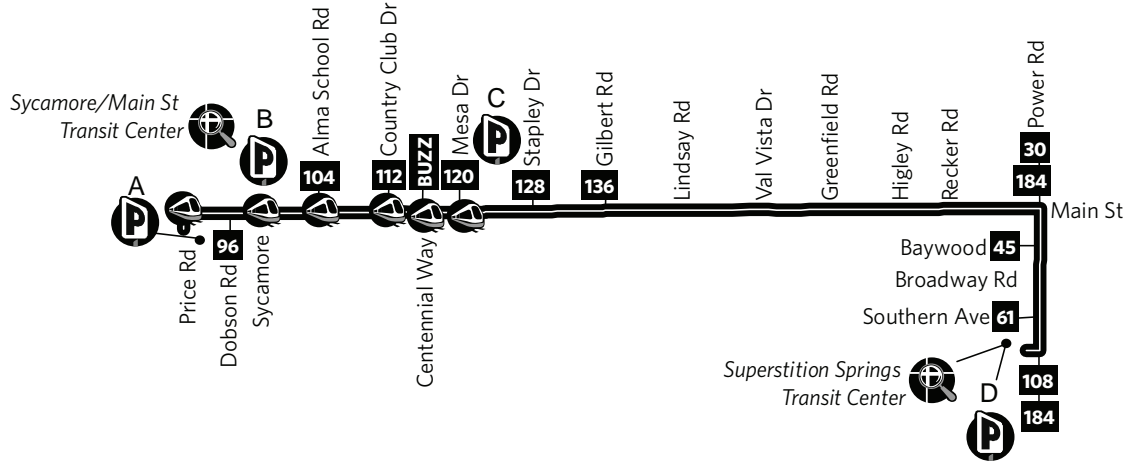 Sycamore/Main St
Transit Center
A
P
B
P
Alma School Rd
104
Country Club Dr
112
BUZZ
Mesa Dr
120
C
P
Stapley Dr
128
Gilbert Rd
136
Lindsay Rd
Val Vista Dr
Greenfield Rd
Higley Rd
Recker Rd
Power Rd
30
184
Main St
Price Rd
96
Dobson Rd
Sycamore
Centennial Way
Baywood 45
Broadway Rd
Southern Ave 61
Superstition Springs
Transit Center
D
P
108
184